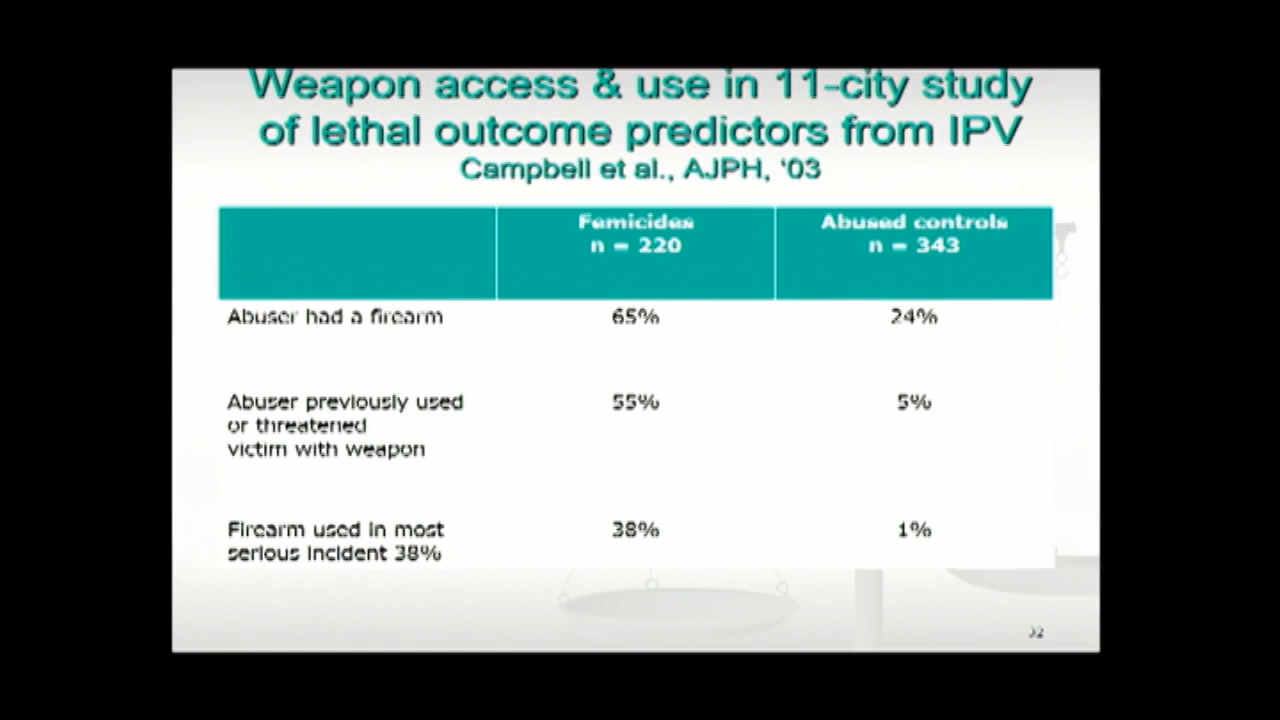 Weapon access & use in 11-city study
of lethal outcome predictors from IPV
Campbell et al., AJPH, '03
Femicides
n = 220
Abused controls
n = 343
Abuser had a firearm 65% 24%
Abuser previously used 55% 5%
or threatened
victim with weapon
Firearm used in most 38% 1%
serious incident 38%
32